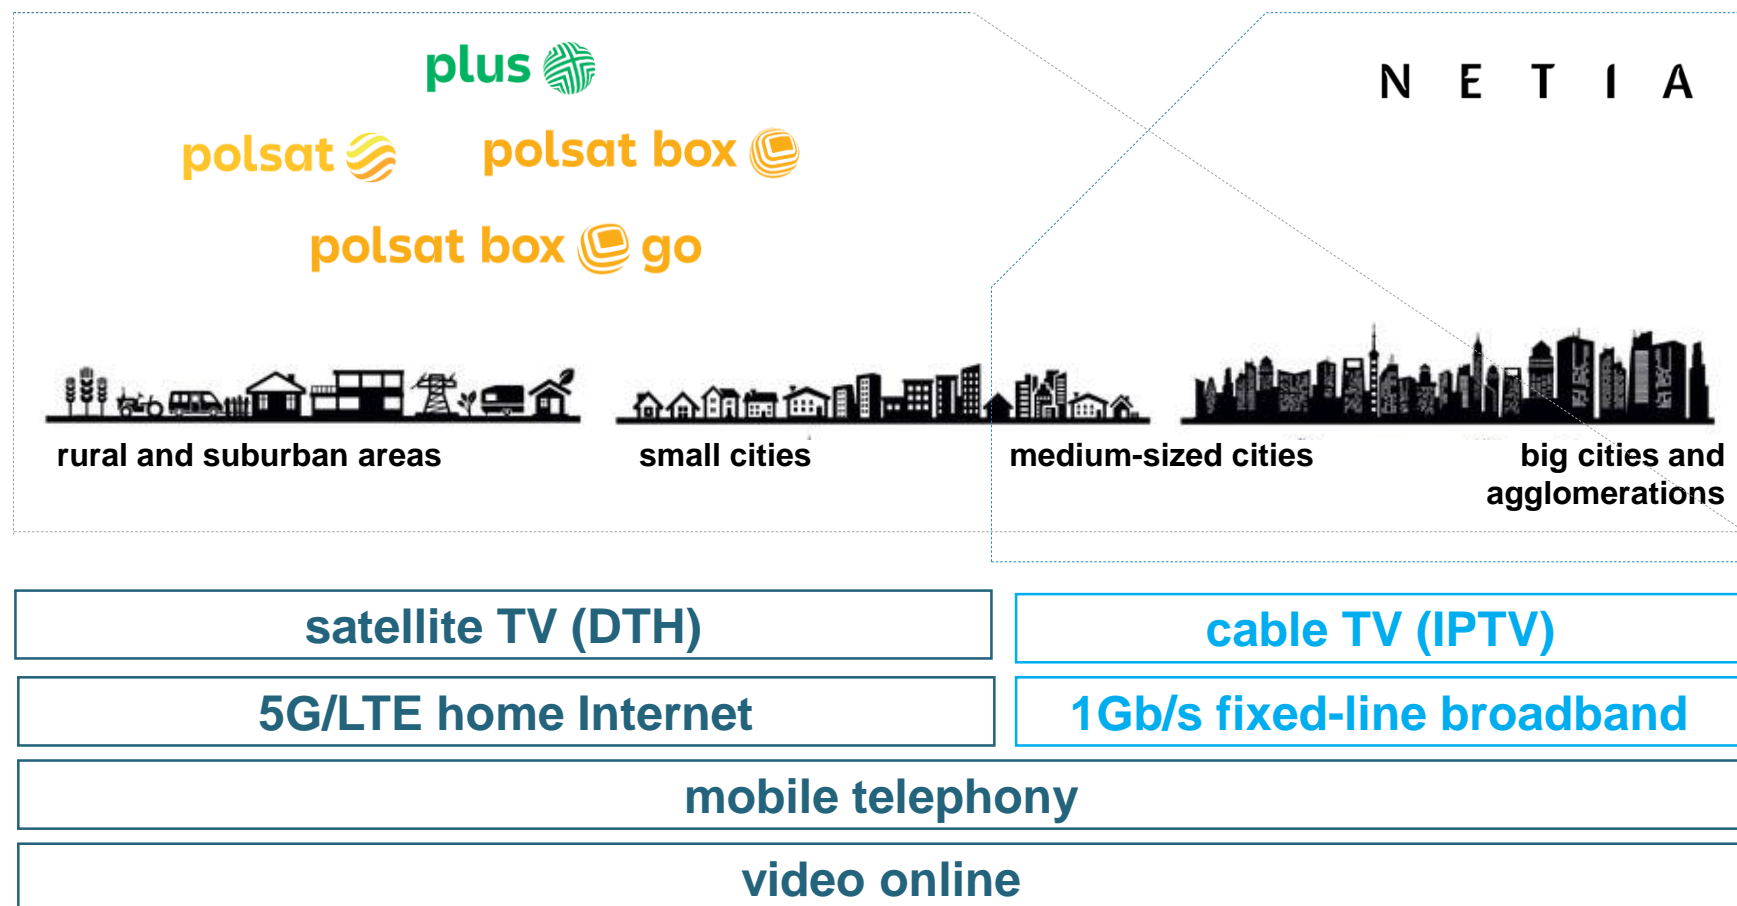 plus
NETIA
polsat
polsat box
polsat box go
rural and suburban areas
small cities
medium-sized cities
big cities and
agglomerations
satellite TV (DTH)
cable TV (IPTV)
5G/LTE home Internet
1Gb/s fixed-line broadband
mobile telephony
video online